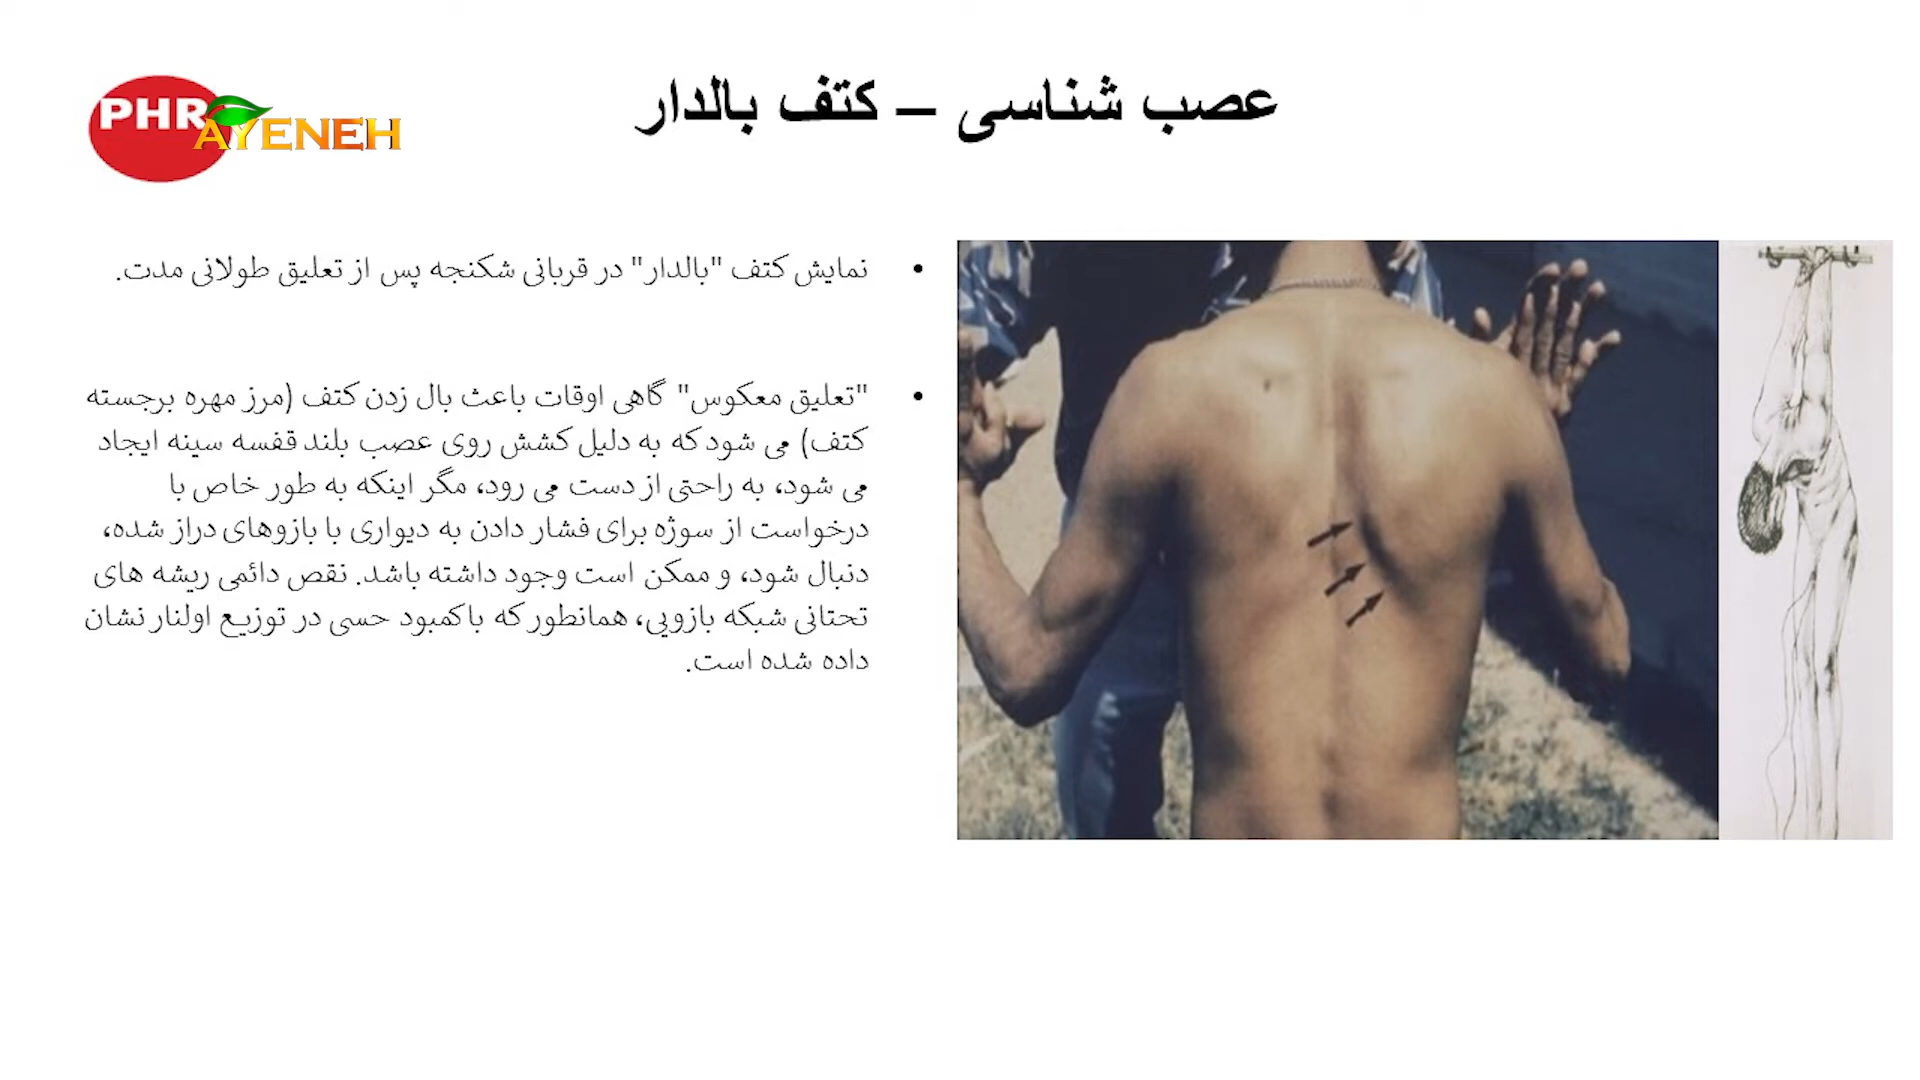 PHR
AYENEH
عصب شناسی – کتف بالدار
• نمایش کتف "بالدار" در قربانی شکنجه پس از تعلیق طولانی مدت.
• "تعلیق معکوس" گاهی اوقات باعث بال زدن کتف (مرز مهره برجسته
کتف) می شود که به دلیل کشش روی عصب بلند قفسه سینه ایجاد
می شود، به راحتی از دست می رود، مگر اینکه به طور خاص با
درخواست از سوژه برای فشار دادن به دیواری با بازوهای دراز شده،
دنبال شود، و ممکن است وجود داشته باشد. نقص دائمی ریشه های
تحتانی شبکه بازویی، همانطور که با کمبود حسی در توزیع اولنار نشان
داده شده است.